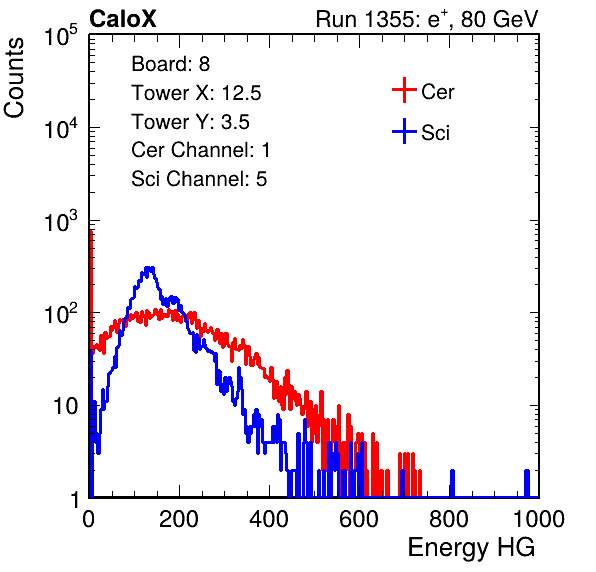 CaloX Run 1355: e⁺, 80 GeV
Counts
Board: 8
Tower X: 12.5
Tower Y: 3.5
Cer Channel: 1
Sci Channel: 5
Cer
Sci
10⁵
10⁴
10³
10²
10
1
0 200 400 600 800 1000
Energy HG